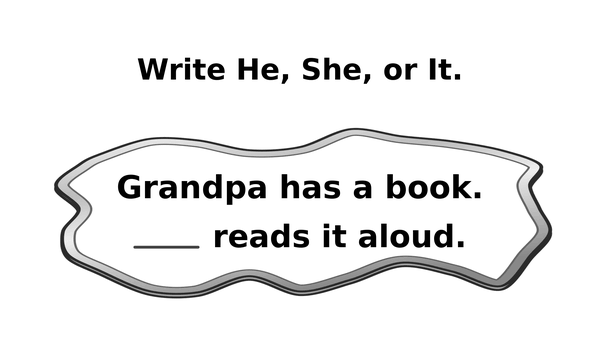 Write He, She, or It.
Grandpa has a book.
____ reads it aloud.